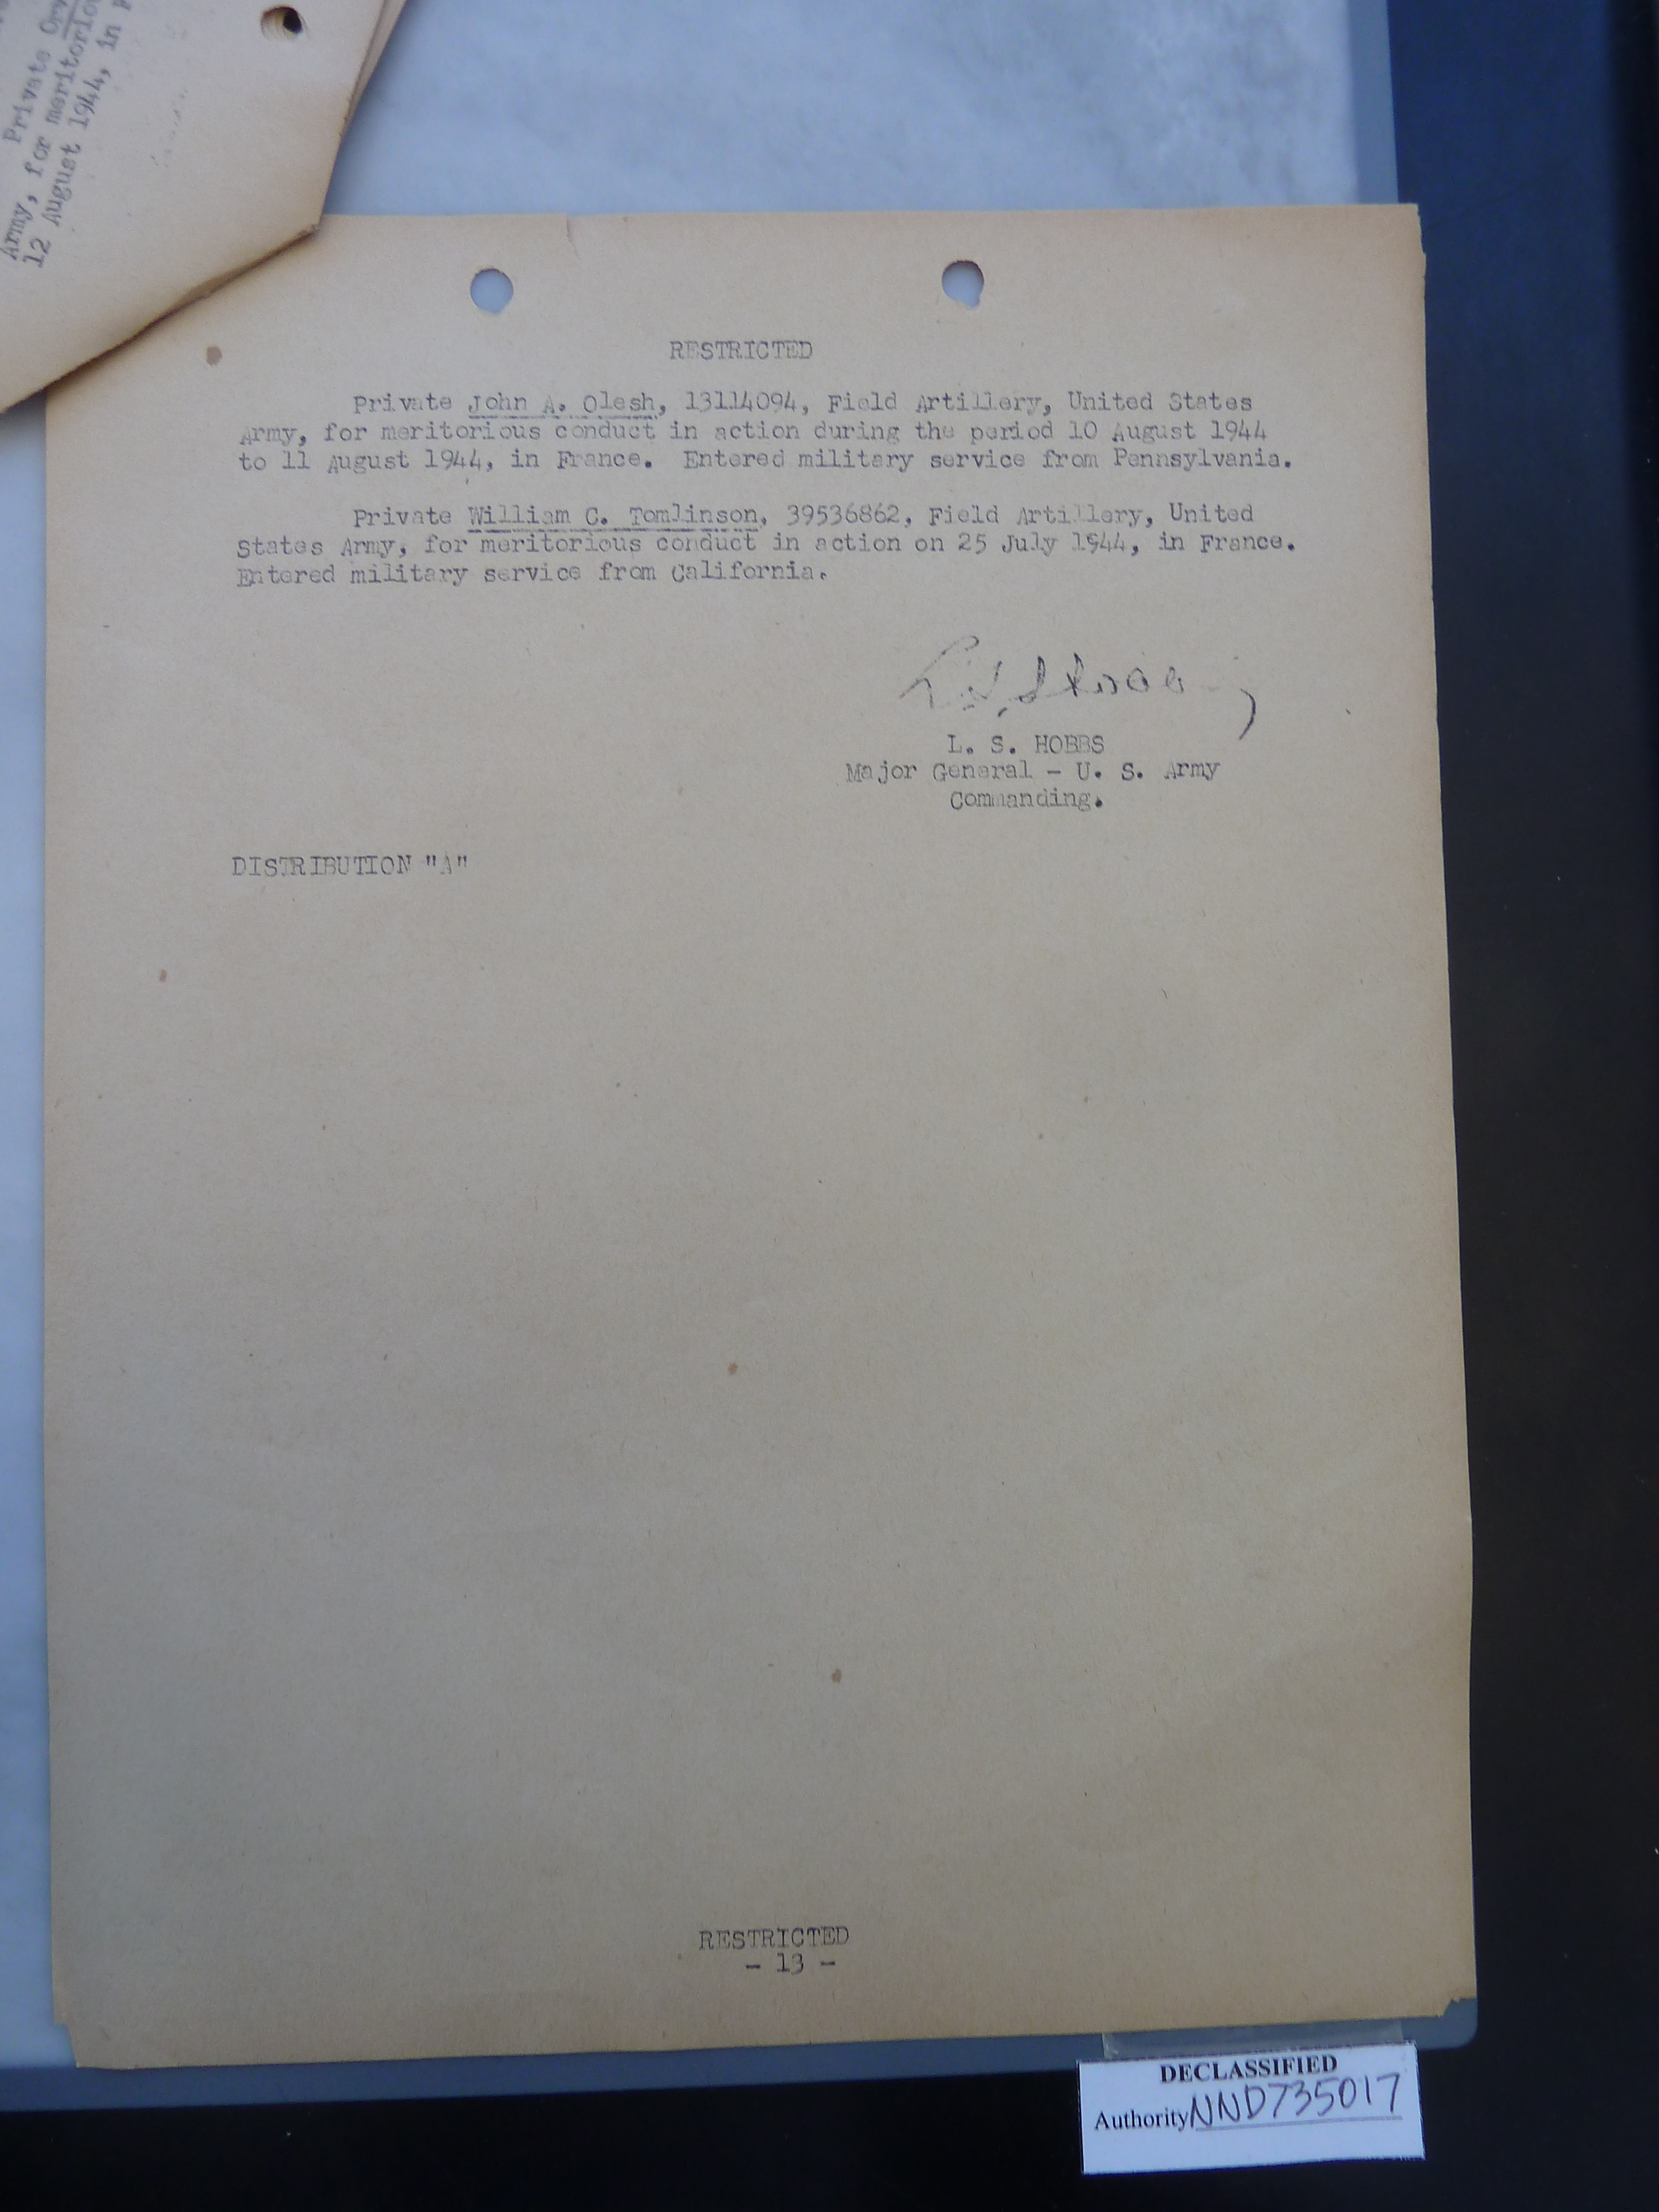 Private
Army, for
12 August 1944, in
RESTRICTED
Private John A. Olesh, 13114094, Field Artillery, United States
Army, for meritorious conduct in action during the period 10 August 1944
to 11 August 1944, in France. Entered military service from Pennsylvania.
Private William C. Tomlinson, 39536862, Field Artillery, United
States Army, for meritorious conduct in action on 25 July 1944, in France.
Entered military service from California.
L. S. HOBBS
Major General - U. S. Army
Commanding.
DISTRIBUTION "A"
RESTRICTED
- 13 -
DECLASSIFIED
Authority NND735017